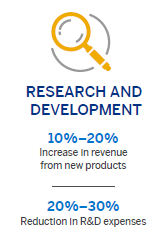 RESEARCH AND
DEVELOPMENT
10%–20%
Increase in revenue
from new products
20%–30%
Reduction in R&D expenses